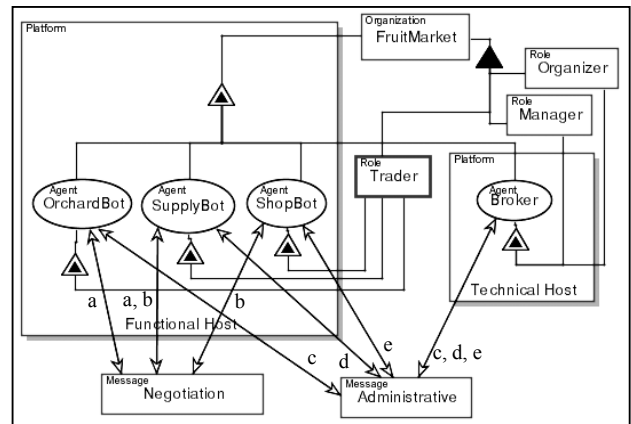 Platform
Organization
FruitMarket
Role
Organizer
Role
Manager
Role
Trader
Platform
Agent
OrchardBot
Agent
SupplyBot
Agent
ShopBot
Agent
Broker
Technical Host
a
a, b
b
Functional Host
c
d
e
c, d, e
Message
Negotiation
Message
Administrative